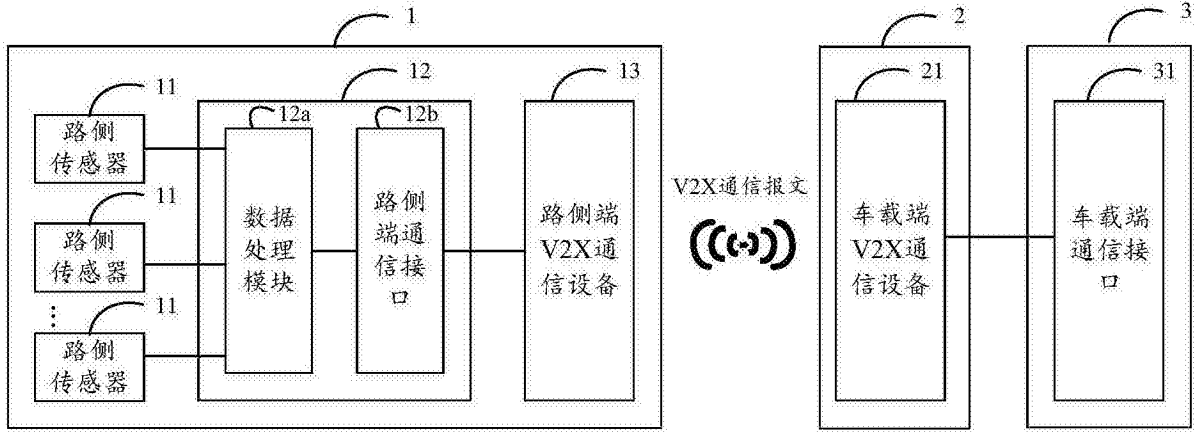 1
2
3
11
路侧
传感器
11
路侧
传感器
11
⋮
路侧
传感器
12
12a
数据
处理
模块
12b
路侧
端通
信接
口
13
路侧端
V2X通
信设备
V2X通信报文
21
车载端
V2X通
信设备
31
车载端
通信接
口